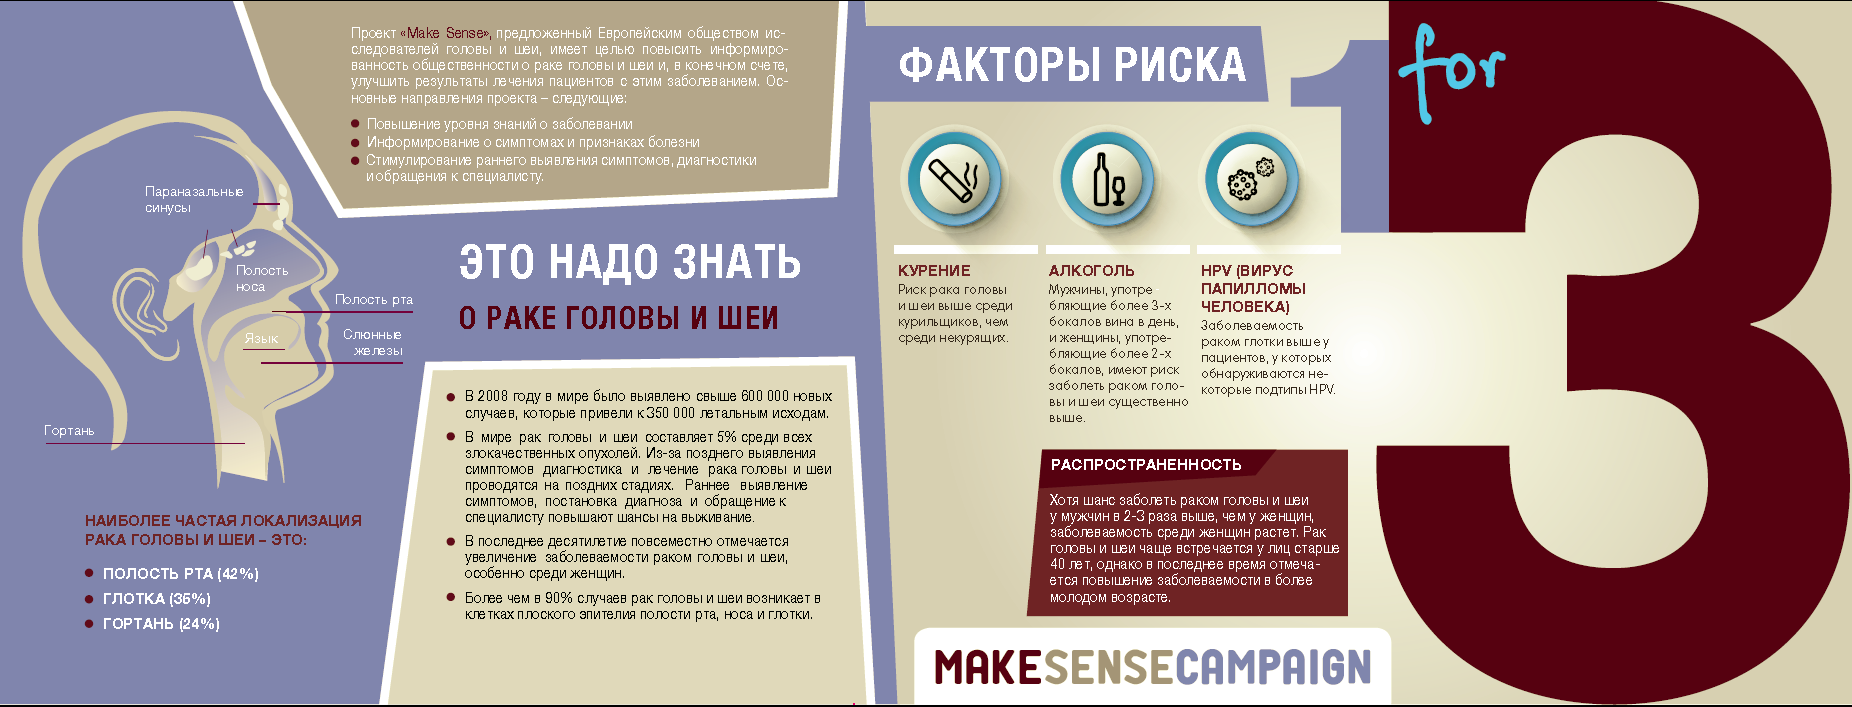 Проект «Make Sense», предложенный Европейским обществом ис-
следователей головы и шеи, имеет целью повысить информиро-
ванность общественности о раке головы и шеи и, в конечном счете,
улучшить результаты лечения пациентов с этим заболеванием. Ос-
новные направления проекта – следующие:
Повышение уровня знаний о заболевании
Информирование о симптомах и признаках болезни
Стимулирование раннего выявления симптомов, диагностики
и обращения к специалисту.
Параназальные
синусы
Полость
носа
Полость рта
Язык
Слюнные
железы
Гортань
НАИБОЛЕЕ ЧАСТАЯ ЛОКАЛИЗАЦИЯ
РАКА ГОЛОВЫ И ШЕИ – ЭТО:
ПОЛОСТЬ РТА (42%)
ГЛОТКА (35%)
ГОРТАНЬ (24%)
ЭТО НАДО ЗНАТЬ
О РАКЕ ГОЛОВЫ И ШЕИ
В 2008 году в мире было выявлено свыше 600 000 новых
случаев, которые привели к 350 000 летальным исходам.
В мире рак головы и шеи составляет 5% среди всех
злокачественных опухолей. Из-за позднего выявления
симптомов диагностика и лечение рака головы и шеи
проводятся на поздних стадиях. Раннее выявление
симптомов, постановка диагноза и обращение к
специалисту повышают шансы на выживание.
В последнее десятилетие повсеместно отмечается
увеличение заболеваемости раком головы и шеи,
особенно среди женщин.
Более чем в 90% случаев рак головы и шеи возникает в
клетках плоского эпителия полости рта, носа и глотки.
ФАКТОРЫ РИСКА
1 for 3
КУРЕНИЕ
Риск рака головы
и шеи выше среди
курильщиков, чем
среди некурящих.
АЛКОГОЛЬ
Мужчины, употре
бляющие более 3-х
бокалов вина в день,
и женщины, употре-
бляющие более 2-х
бокалов, имеют риск
заболеть раком голо-
вы и шеи существенно
выше.
HPV (ВИРУС
ПАПИЛЛОМЫ
ЧЕЛОВЕКА)
Заболеваемость
раком глотки выше у
пациентов, у которых
обнаруживаются не-
которые подтипы HPV.
РАСПРОСТРАНЕННОСТЬ
Хотя шанс заболеть раком головы и шеи
у мужчин в 2-3 раза выше, чем у женщин,
заболеваемость среди женщин растет. Рак
головы и шеи чаще встречается у лиц старше
40 лет, однако в последнее время отмеча-
ется повышение заболеваемости в более
молодом возрасте.
MAKESENSECAMPAIGN